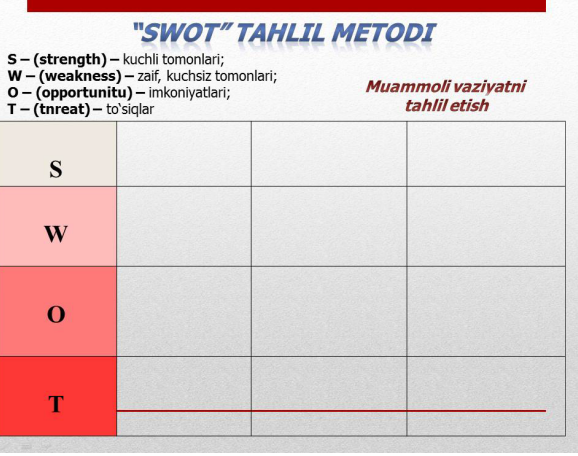 “SWOT” TAHLIL METODI
S – (strength) – kuchli tomonlari;
W – (weakness) – zaif, kuchsiz tomonlari;
O – (opportunitu) – imkoniyatlari;
T – (tnreat) – to‘siqlar
Muammoli vaziyatni
tahlil etish
S
W
O
T